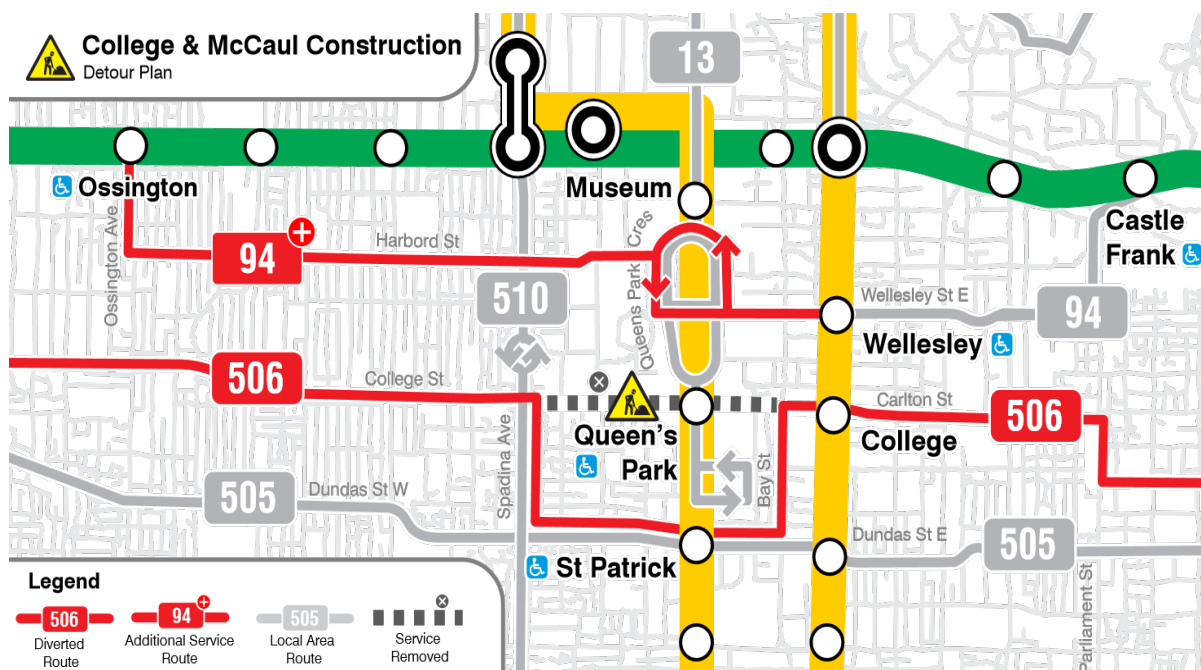 College & McCaul Construction
Detour Plan
13
Ossington
Museum
Castle
Frank
Ossington Ave
94
Harbord St
Queens Park Cres
510
Wellesley St E
94
Wellesley
506
College St
Carlton St
506
College
Queen's
Park
Spadina Ave
Bay St
505
Dundas St W
Dundas St E
505
St Patrick
Parliament St
Legend
506
Diverted
Route
94
Additional Service
Route
505
Local Area
Route
Service
Removed